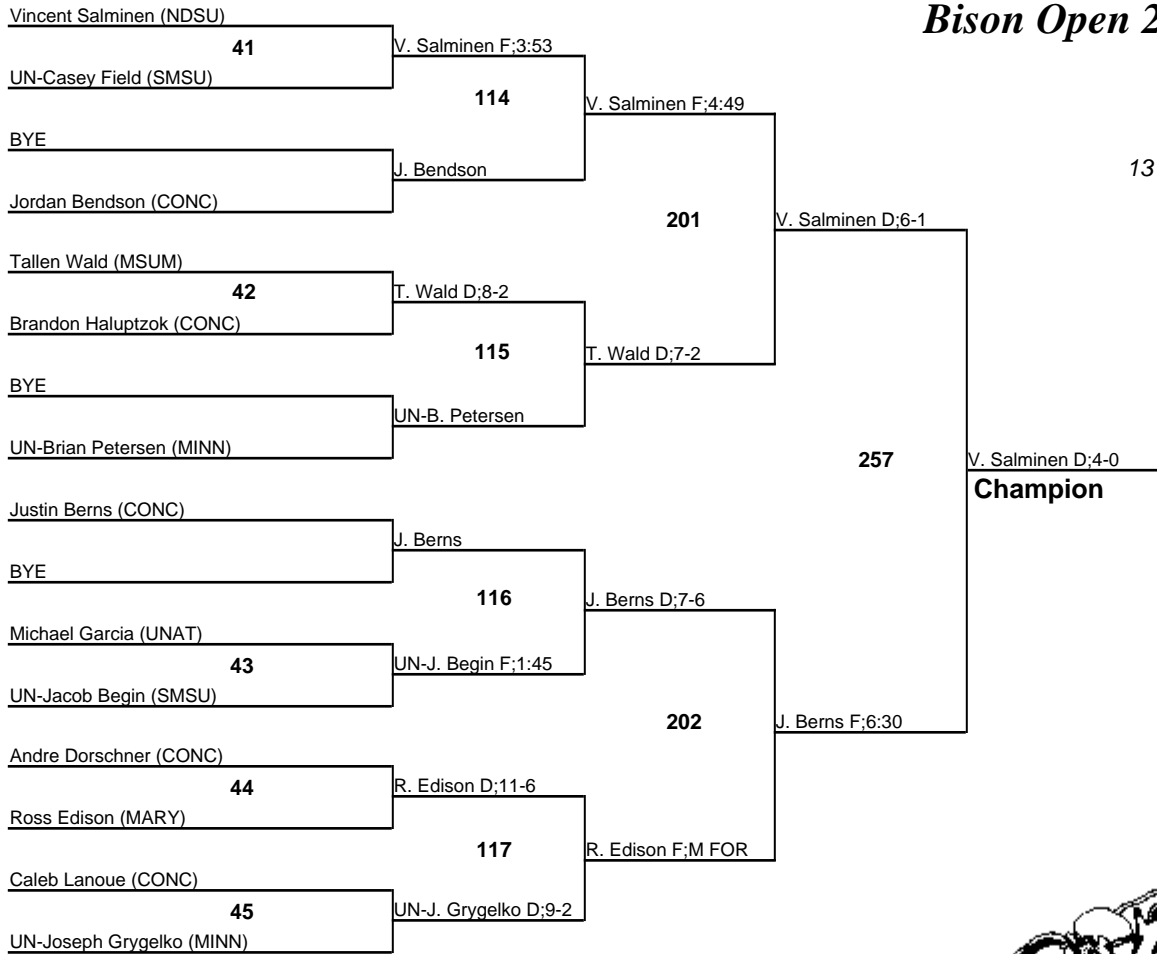 Bison Open 2
13
Vincent Salminen (NDSU)
41
UN-Casey Field (SMSU)
BYE
Jordan Bendson (CONC)
Tallen Wald (MSUM)
42
Brandon Haluptzok (CONC)
BYE
UN-Brian Petersen (MINN)
Justin Berns (CONC)
BYE
Michael Garcia (UNAT)
43
UN-Jacob Begin (SMSU)
Andre Dorschner (CONC)
44
Ross Edison (MARY)
Caleb Lanoue (CONC)
45
UN-Joseph Grygelko (MINN)
V. Salminen F;3:53
114
J. Bendson
T. Wald D;8-2
115
UN-B. Petersen
J. Berns
116
UN-J. Begin F;1:45
R. Edison D;11-6
117
UN-J. Grygelko D;9-2
V. Salminen F;4:49
201
T. Wald D;7-2
J. Berns D;7-6
202
R. Edison F;M FOR
V. Salminen D;6-1
257
J. Berns F;6:30
V. Salminen D;4-0
Champion